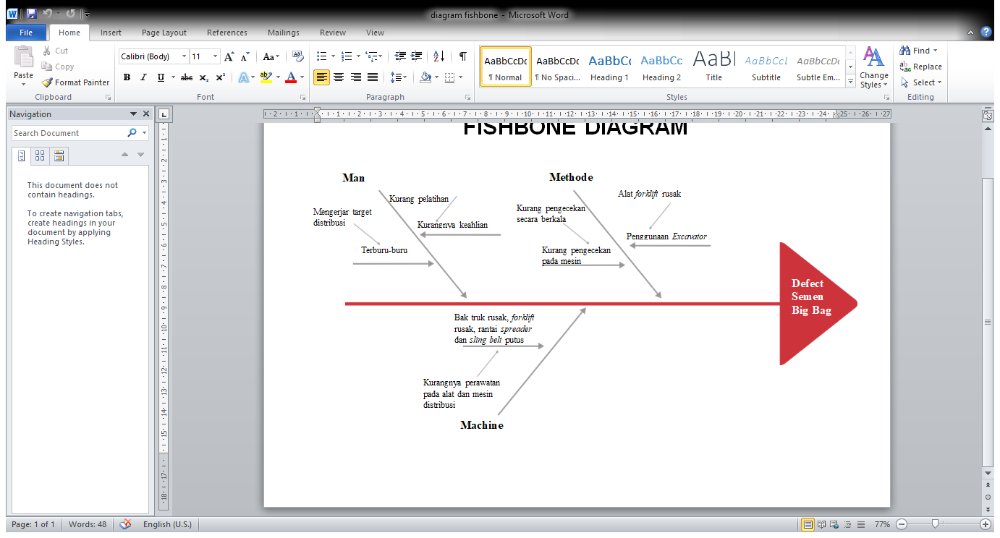 diagram fishbone - Microsoft Word
File Home Insert Page Layout References Mailings Review View
Paste
Cut
Copy
Format Painter
Clipboard
Calibri (Body) 11
Font
Paragraph
AaBbCcDc AaBbCcDc AaBbC AaBbCc AaB AaBbCcL AaBbCcDc
¶ Normal ¶ No Spaci... Heading 1 Heading 2 Title Subtitle Subtle Em...
Styles
Change
Styles
Find
Replace
Select
Editing
Navigation
Search Document
This document does not
contain headings.
To create navigation tabs,
create headings in your
document by applying
Heading Styles.
FISHBONE DIAGRAM
Man
Kurang pelatihan
Mengerjar target
distribusi
Kurangnya keahlian
Terburu-buru
Methode
Alat forklift rusak
Kurang pengecekan
secara berkala
Penggunaan Excavator
Kurang pengecekan
pada mesin
Defect
Semen
Big Bag
Bak truk rusak, forklift
rusak, rantai spreader
dan sling belt putus
Kurangnya perawatan
pada alat dan mesin
distribusi
Machine
Page: 1 of 1 Words: 48 English (U.S.) 77%